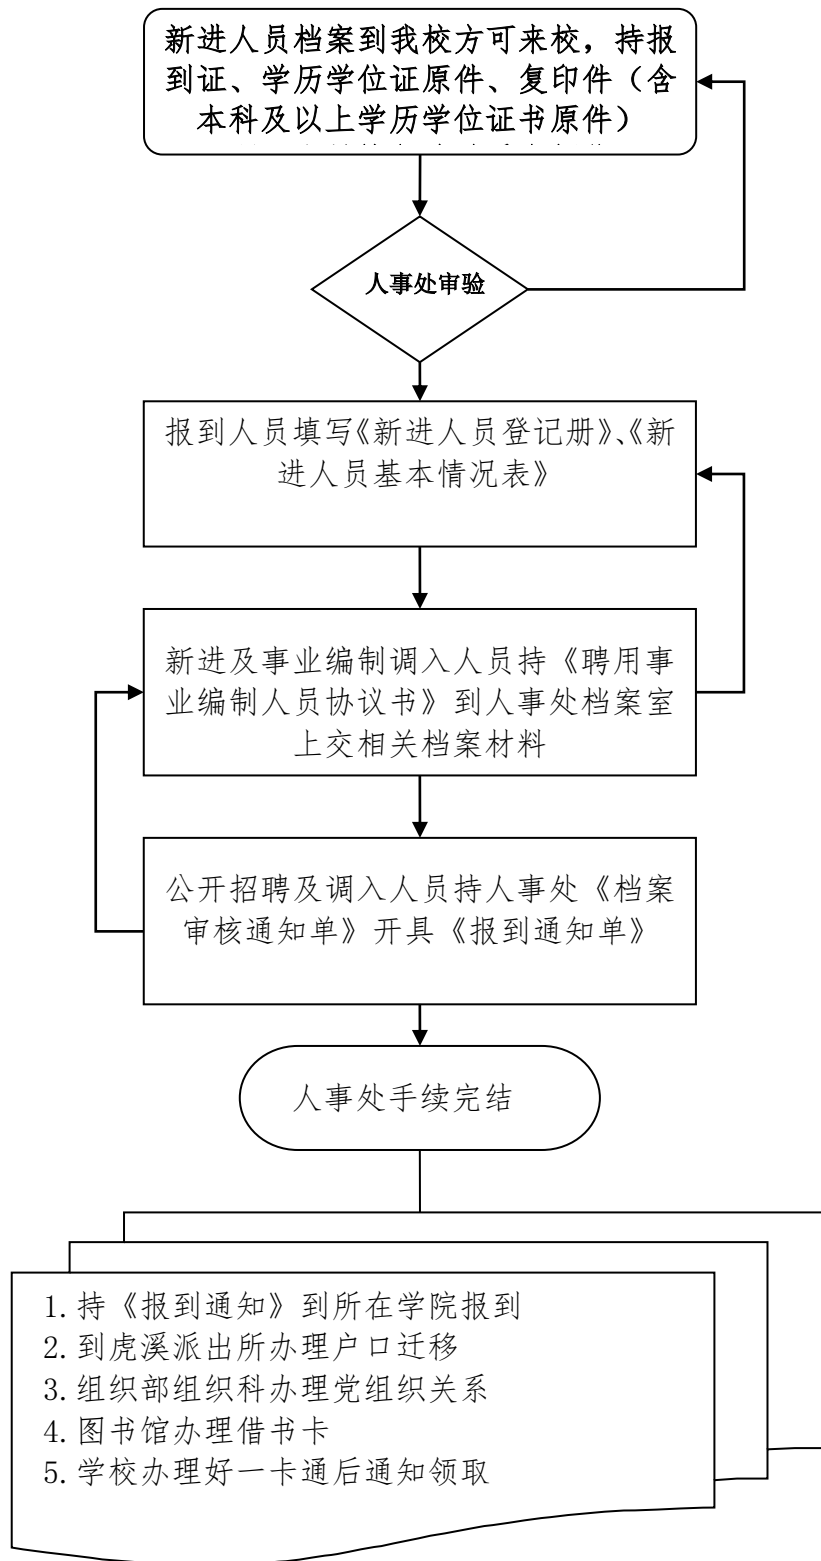 新进人员档案到我校方可来校，持报
到证、学历学位证原件、复印件（含
本科及以上学历学位证书原件）
人事处审验
报到人员填写《新进人员登记册》、《新
进人员基本情况表》
新进及事业编制调入人员持《聘用事
业编制人员协议书》到人事处档案室
上交相关档案材料
公开招聘及调入人员持人事处《档案
审核通知单》开具《报到通知单》
人事处手续完结
1.持《报到通知》到所在学院报到
2.到虎溪派出所办理户口迁移
3.组织部组织科办理党组织关系
4.图书馆办理借书卡
5.学校办理好一卡通后通知领取